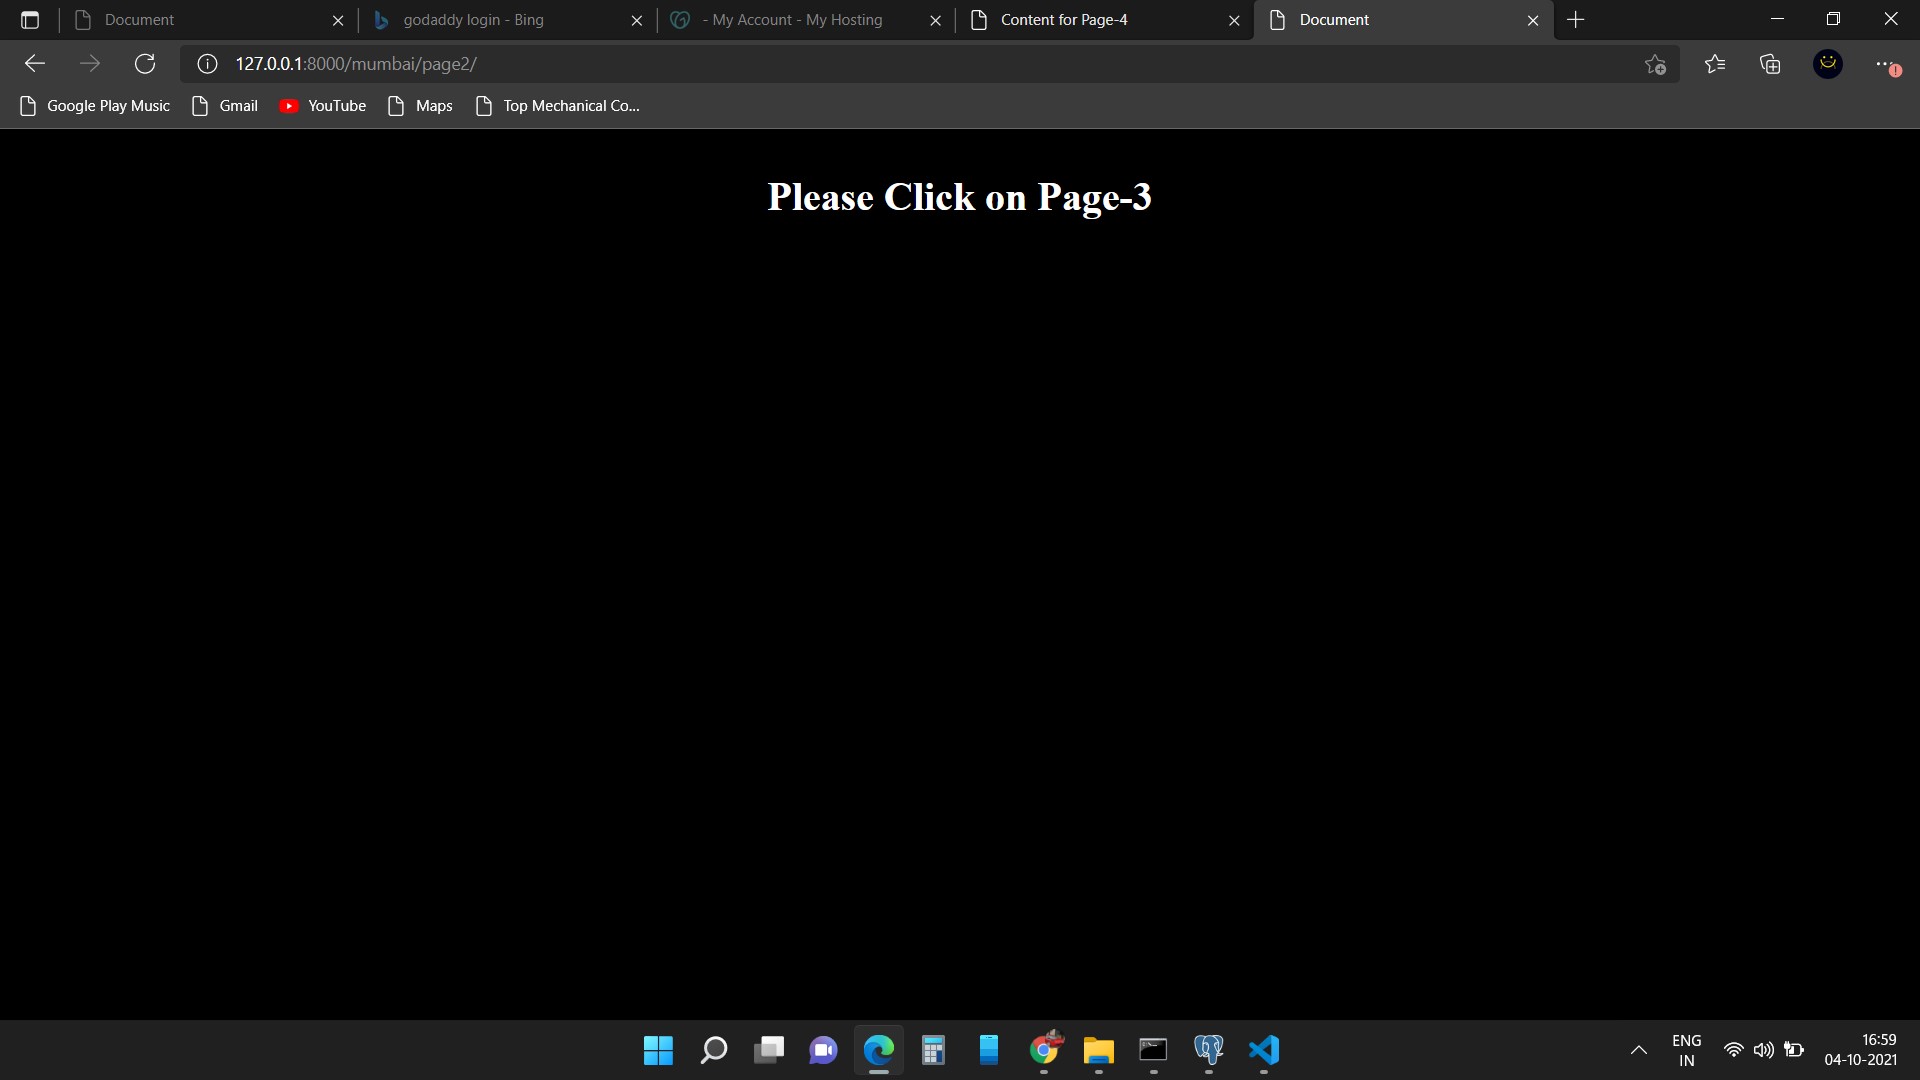 Document
godaddy login - Bing
- My Account - My Hosting
Content for Page-4
Document
127.0.0.1:8000/mumbai/page2/
Google Play Music
Gmail
YouTube
Maps
Top Mechanical Co...
Please Click on Page-3
ENG
IN
16:59
04-10-2021